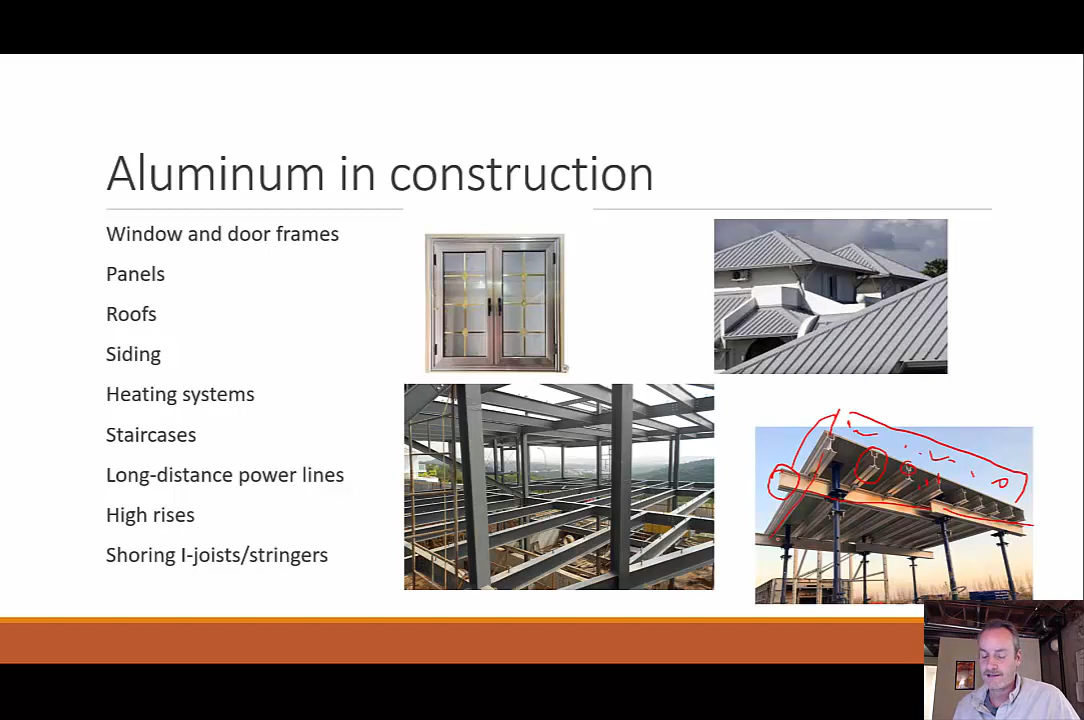 Aluminum in construction
Window and door frames
Panels
Roofs
Siding
Heating systems
Staircases
Long-distance power lines
High rises
Shoring I-joists/stringers